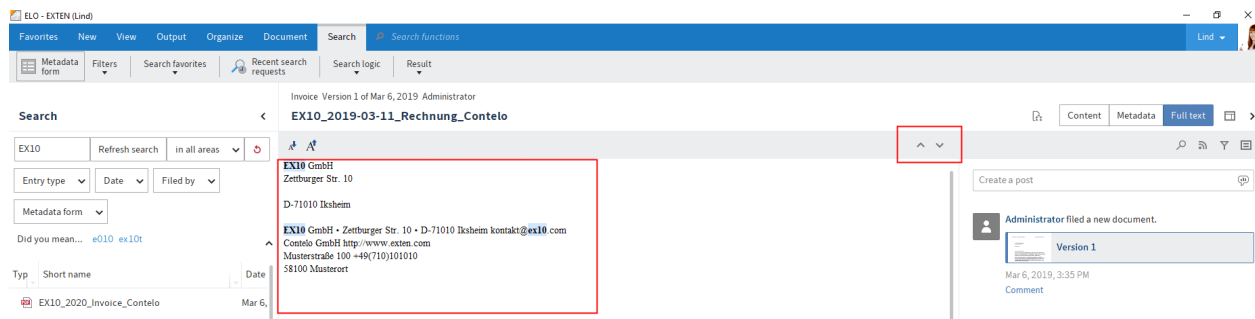 ELO - EXTEN (Lind)
Favorites New View Output Organize Document Search Search functions Lind
Metadata form Filters Search favorites Recent search requests Search logic Result
Invoice Version 1 of Mar 6, 2019 Administrator
Search EX10_2019-03-11_Rechnung_Contelo Content Metadata Full text
EX10 Refresh search in all areas
Entry type Date Filed by
Metadata form
Did you mean... e010 ex10t
Typ Short name Date
EX10_2020_Invoice_Contelo Mar 6,
EX10 GmbH
Zettburger Str. 10
D-71010 Iksheim
EX10 GmbH • Zettburger Str. 10 • D-71010 Iksheim kontakt@ex10.com
Contelo GmbH http://www.exten.com
Musterstraße 100 +49(710)101010
58100 Musterort
Create a post
Administrator filed a new document.
Version 1
Mar 6, 2019, 3:35 PM
Comment